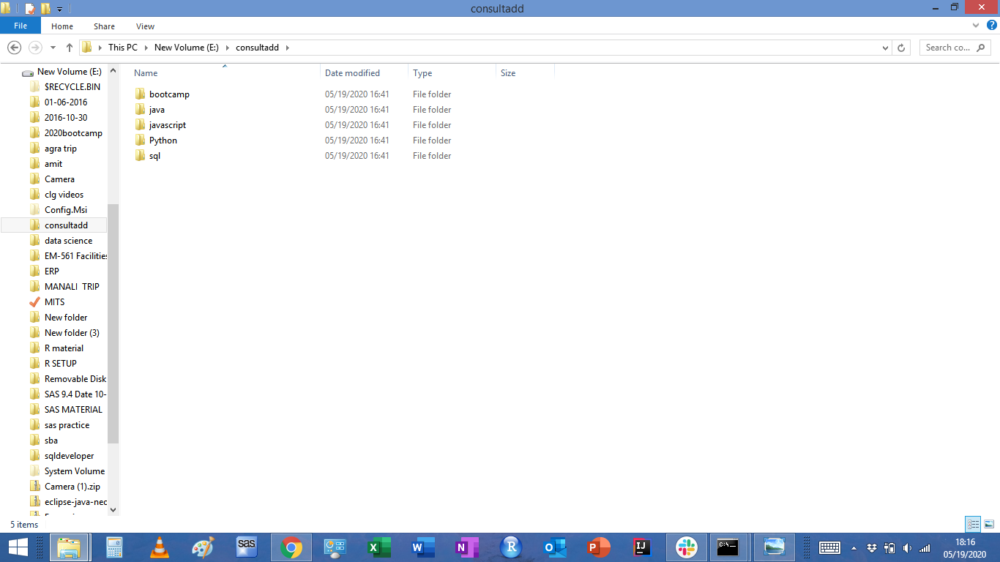 consultadd
File Home Share View
This PC New Volume (E:) consultadd
Search co...
New Volume (E:)
$RECYCLE.BIN
01-06-2016
2016-10-30
2020bootcamp
agra trip
amit
Camera
clg videos
Config.Msi
consultadd
data science
EM-561 Facilities
ERP
MANALI TRIP
MITS
New folder
New folder (3)
R material
R SETUP
Removable Disk
SAS 9.4 Date 10-
SAS MATERIAL
sas practice
sba
sqldeveloper
System Volume
Camera (1).zip
eclipse-java-neo
Name Date modified Type Size
bootcamp 05/19/2020 16:41 File folder
java 05/19/2020 16:41 File folder
javascript 05/19/2020 16:41 File folder
Python 05/19/2020 16:41 File folder
sql 05/19/2020 16:41 File folder
5 items
18:16
05/19/2020